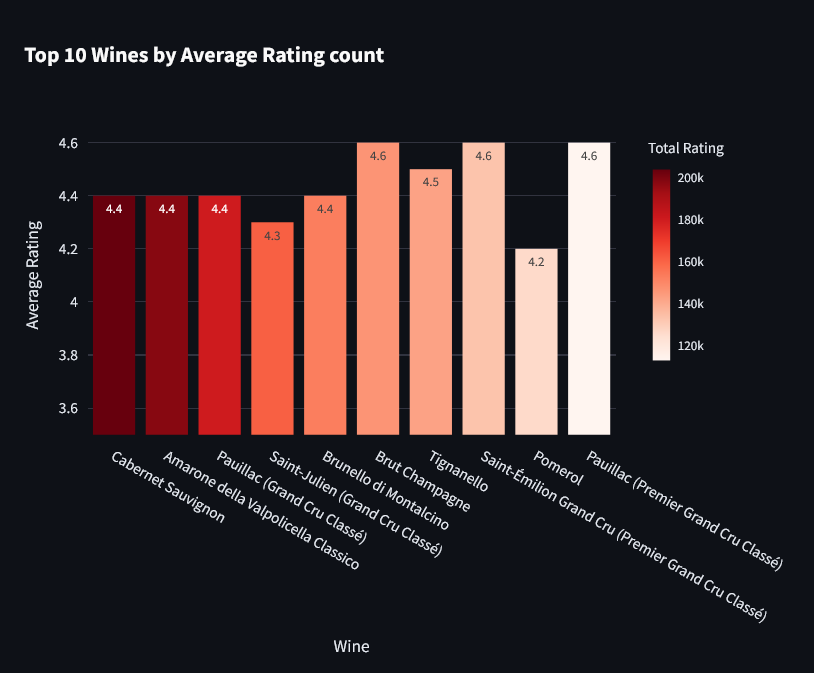 Top 10 Wines by Average Rating count
Total Rating
200k
180k
160k
140k
120k
Average Rating
4.6
4.4
4.2
4
3.8
3.6
4.4
4.4
4.4
4.3
4.4
4.6
4.5
4.6
4.2
4.6
Cabernet Sauvignon
Amarone della Valpolicella Classico
Pauillac (Grand Cru Classé)
Saint-Julien (Grand Cru Classé)
Brunello di Montalcino
Brut Champagne
Tignanello
Saint-Émilion Grand Cru (Premier Grand Cru Classé)
Pomerol
Pauillac (Premier Grand Cru Classé)
Wine